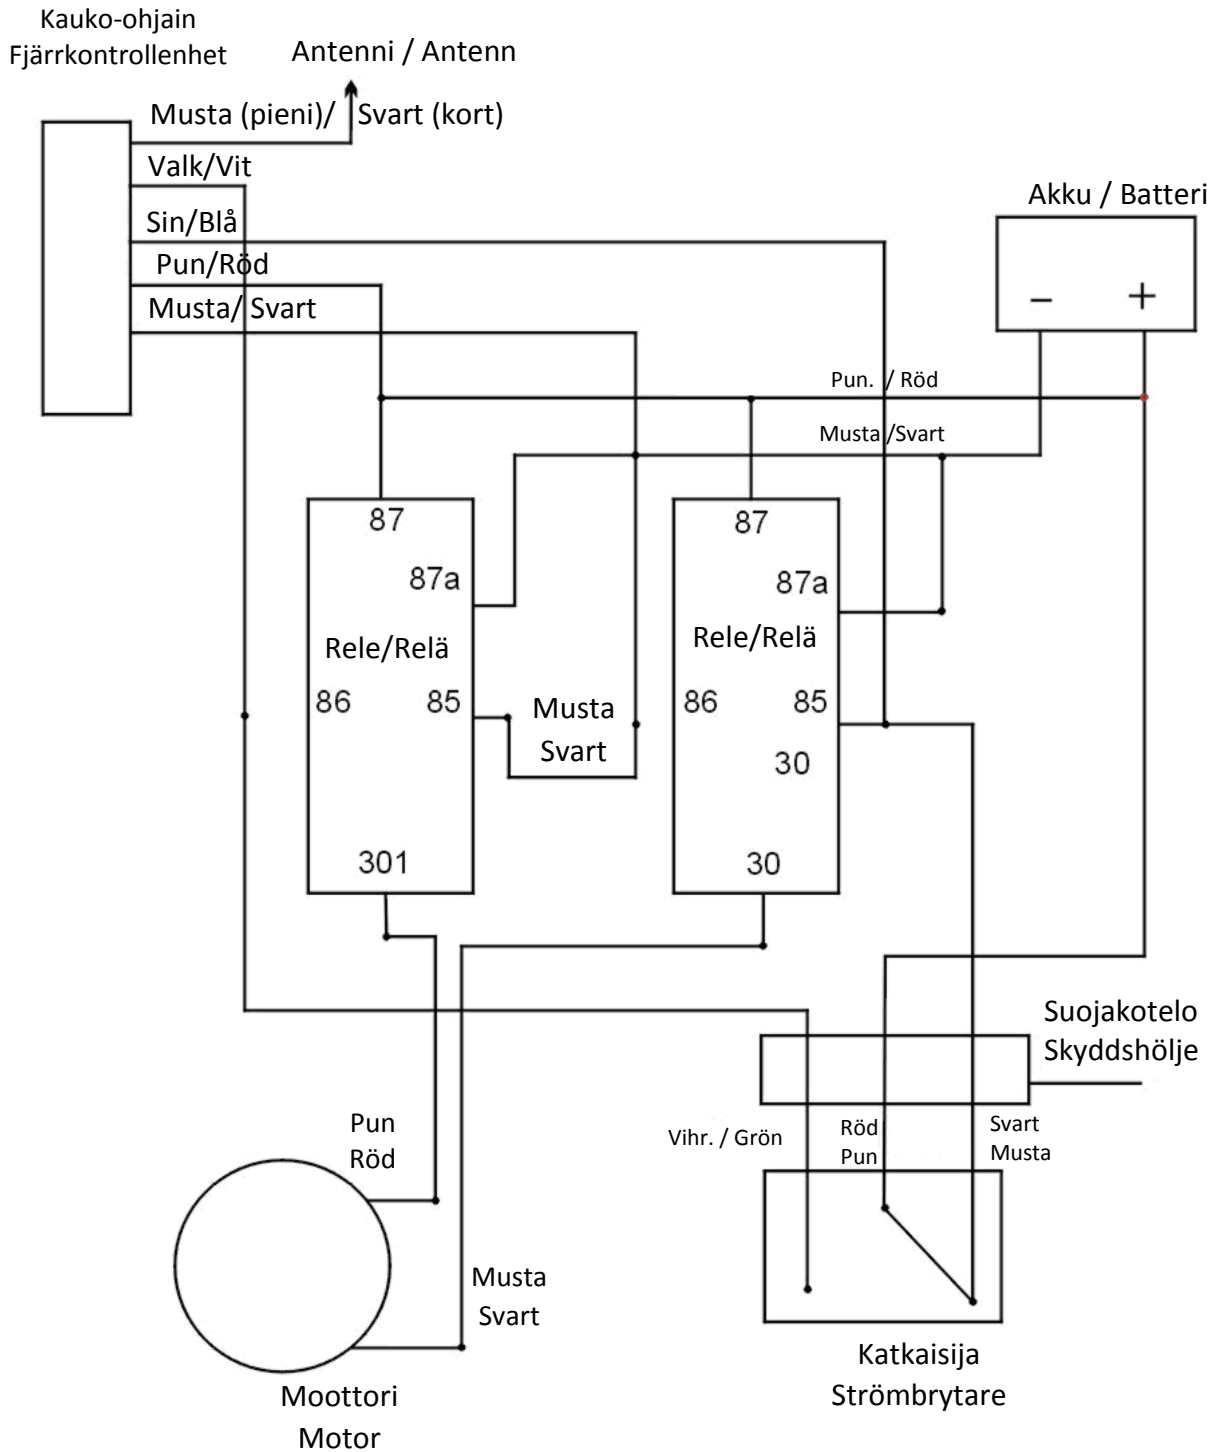 Kauko-ohjain
Fjärrkontrollenhet
Antenni / Antenn
Musta (pieni)/ Svart (kort)
Valk/Vit
Sin/Blå
Pun/Röd
Musta/ Svart
Akku / Batteri
− +
Pun. / Röd
Musta /Svart
87
87a
Rele/Relä
86 85
301
Musta
Svart
87
87a
Rele/Relä
86 85
30
30
Suojakotelo
Skyddshölje
Vihr. / Grön
Röd
Pun
Svart
Musta
Pun
Röd
Musta
Svart
Moottori
Motor
Katkaisija
Strömbrytare